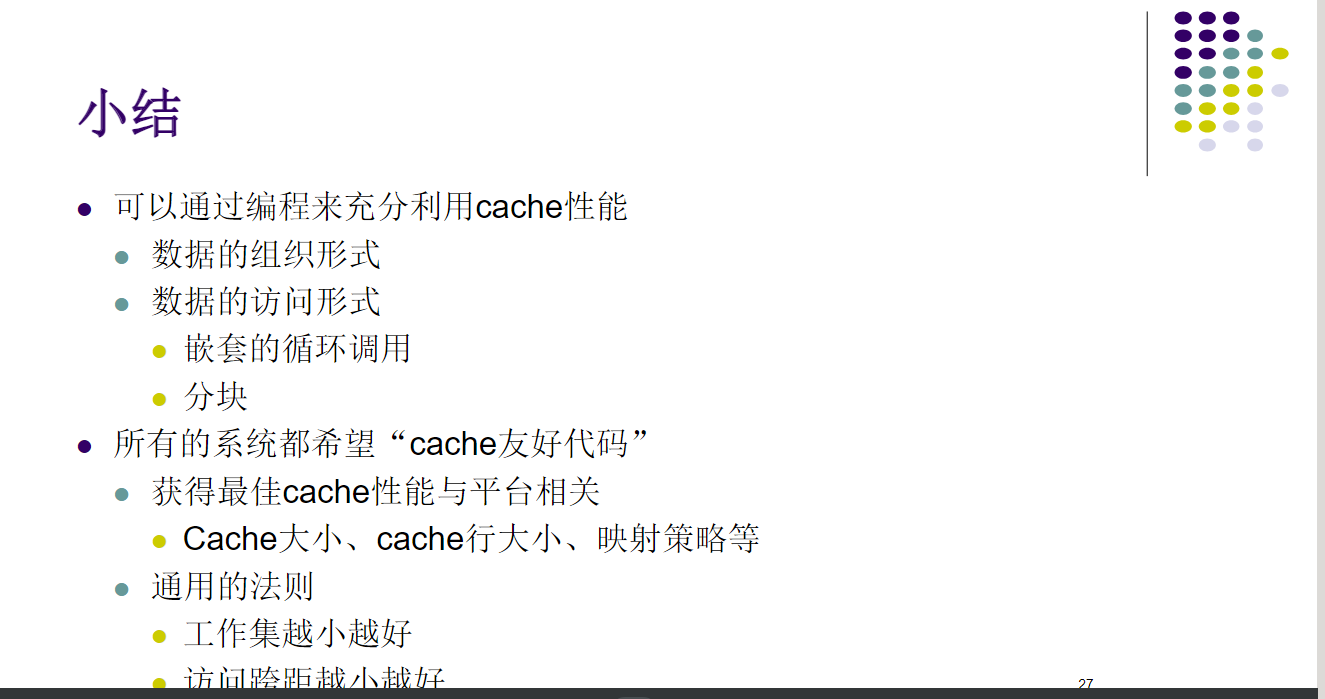 小结
可以通过编程来充分利用cache性能
数据的组织形式
数据的访问形式
嵌套的循环调用
分块
所有的系统都希望“cache友好代码”
获得最佳cache性能与平台相关
Cache大小、cache行大小、映射策略等
通用的法则
工作集越小越好
访问跨距越小越好
27